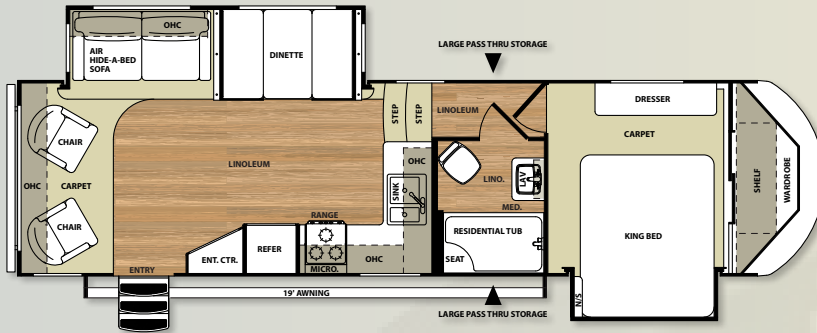 LARGE PASS THRU STORAGE
OHC
AIR
HIDE-A-BED
SOFA
DINETTE
DRESSER
STEP
STEP
LINOLEUM
CARPET
CHAIR
LINOLEUM
OHC
LINO.
LAV
SHELF
WARDROBE
OHC
CARPET
SINK
MED.
CHAIR
RANGE
RESIDENTIAL TUB
KING BED
REFER
ENT. CTR.
OHC
SEAT
ENTRY
MICRO.
N/S
19' AWNING
LARGE PASS THRU STORAGE